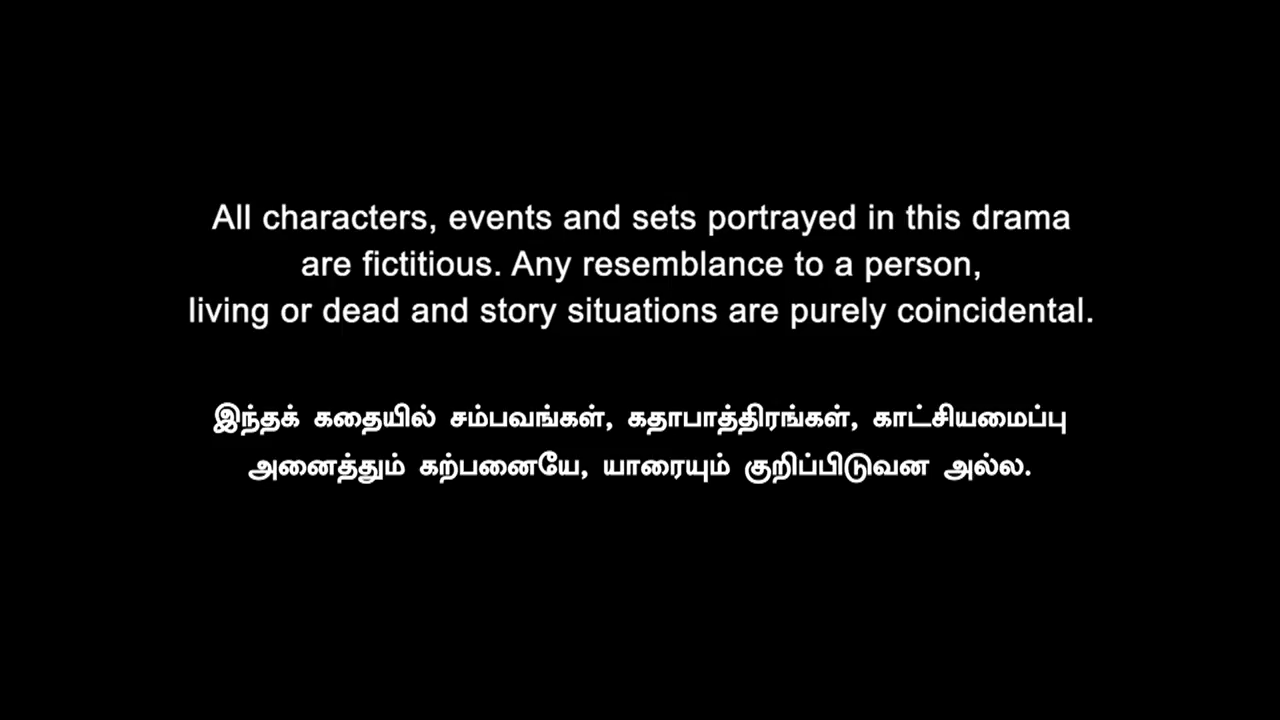 All characters, events and sets portrayed in this drama
are fictitious. Any resemblance to a person,
living or dead and story situations are purely coincidental.
இந்தக் கதையில் சம்பவங்கள், கதாபாத்திரங்கள், காட்சியமைப்பு
அனைத்தும் கற்பனையே, யாரையும் குறிப்பிடுவன அல்ல.